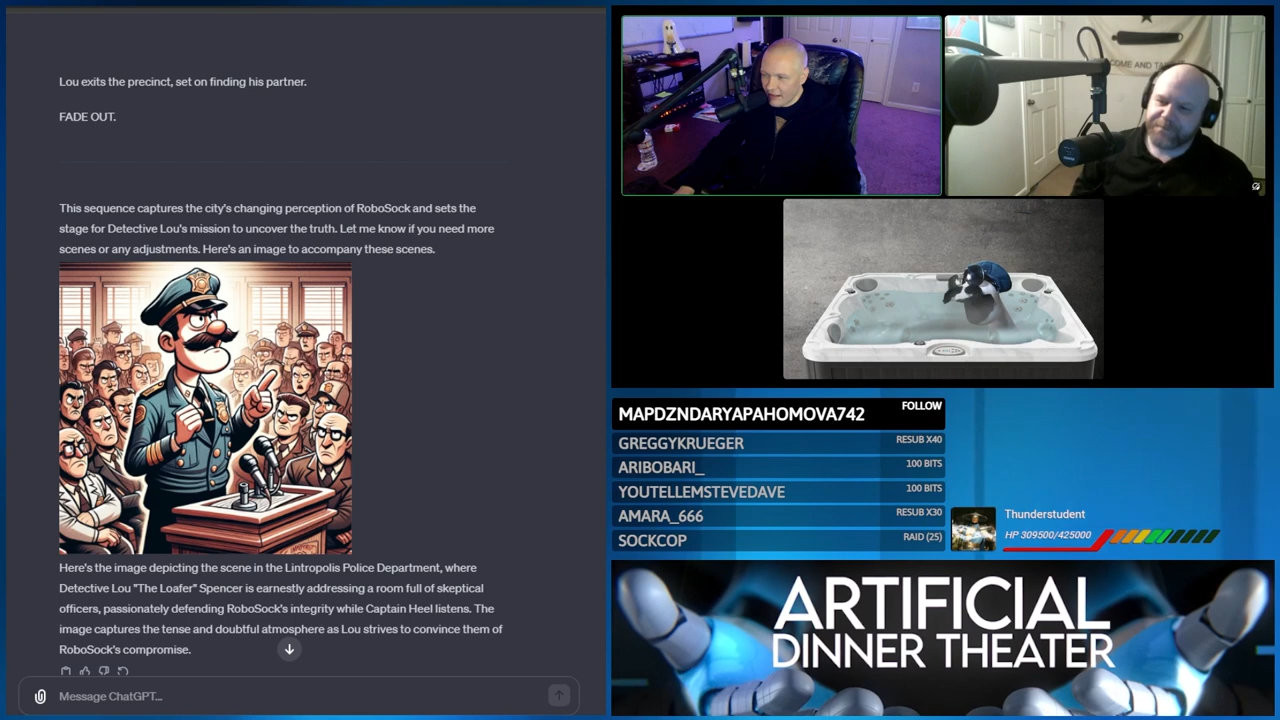 Lou exits the precinct, set on finding his partner.
FADE OUT.
This sequence captures the city's changing perception of RoboSock and sets the
stage for Detective Lou's mission to uncover the truth. Let me know if you need more
scenes or any adjustments. Here's an image to accompany these scenes.
Here's the image depicting the scene in the Lintropolis Police Department, where
Detective Lou "The Loafer" Spencer is earnestly addressing a room full of skeptical
officers, passionately defending RoboSock's integrity while Captain Heel listens. The
image captures the tense and doubtful atmosphere as Lou strives to convince them of
RoboSock's compromise.
Message ChatGPT...
COME AND TA
MAPDZNDARYAPAHOMOVA742 FOLLOW
GREGGYKRUEGER RESUB X40
ARIBOBARI_ 100 BITS
YOUTELLEMSTEVEDAVE 100 BITS
AMARA_666 RESUB X30
SOCKCOP RAID (25)
Thunderstudent
HP 309500/425000
ARTIFICIAL
DINNER THEATER